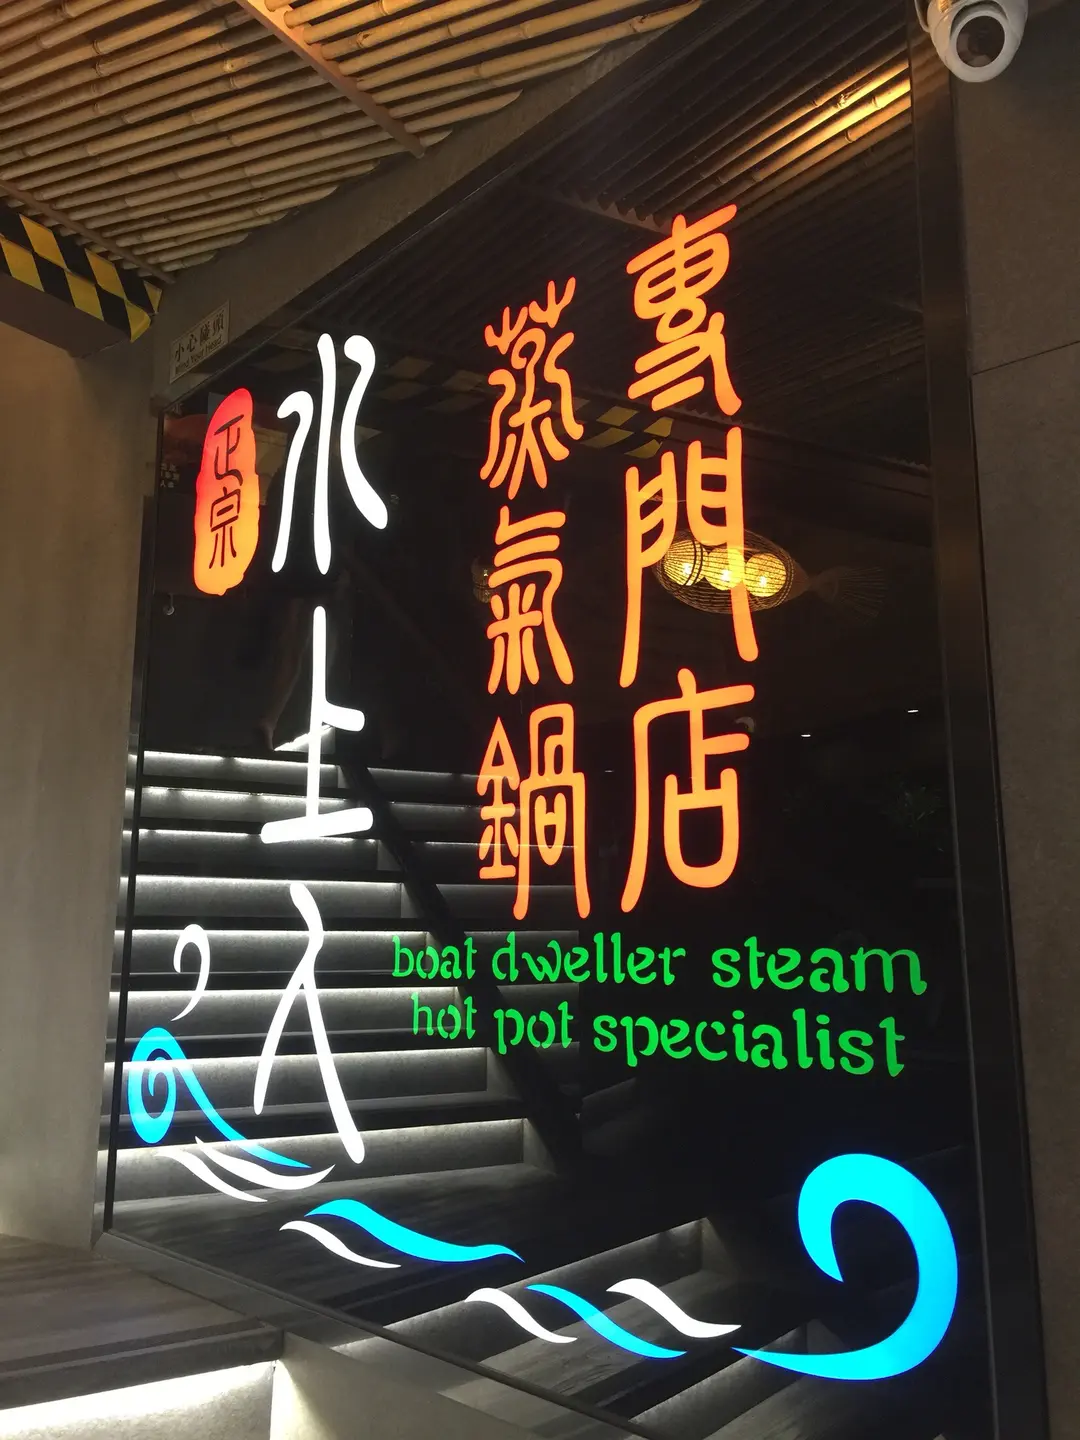 小心碰頭
Mind Your Head
正宗
水上人
蒸氣鍋
專門店
boat dweller steam
hot pot specialist